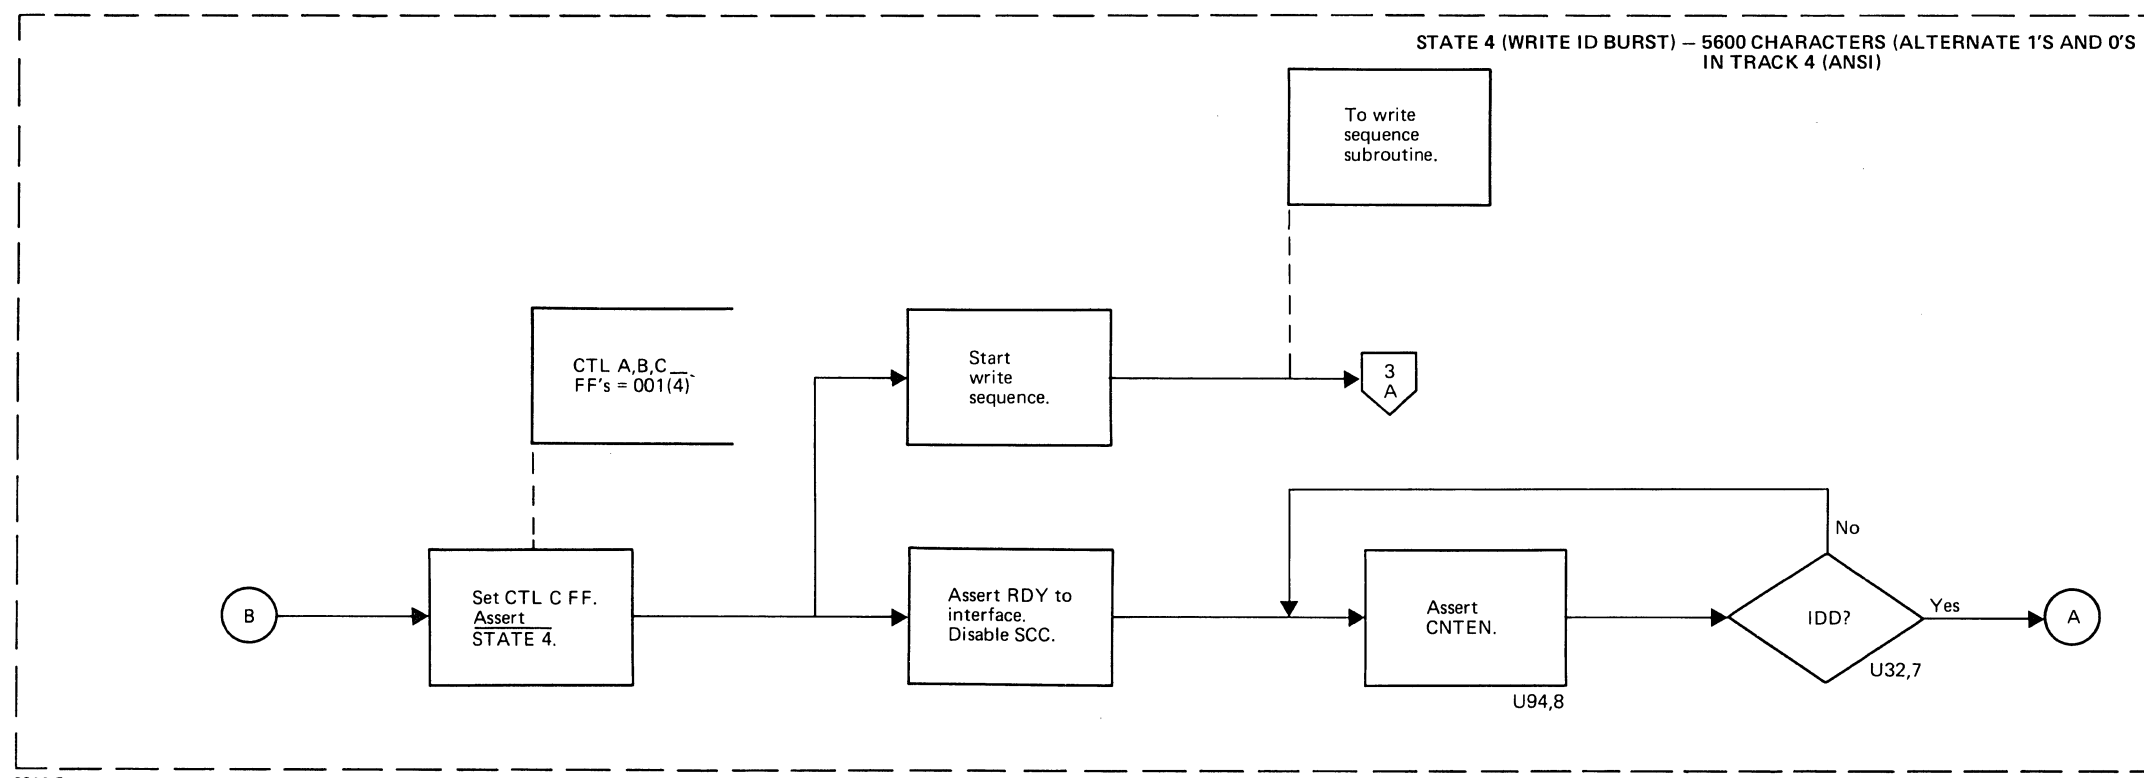 STATE 4 (WRITE ID BURST) – 5600 CHARACTERS (ALTERNATE 1'S AND 0'S
IN TRACK 4 (ANSI)
To write
sequence
subroutine.
CTL A,B,C
FF's = 001(4)
Start
write
sequence.
3
A
No
B
Set CTL C FF.
Assert
STATE 4.
Assert RDY to
interface.
Disable SCC.
Assert
CNTEN.
U94,8
IDD?
U32,7
Yes
A